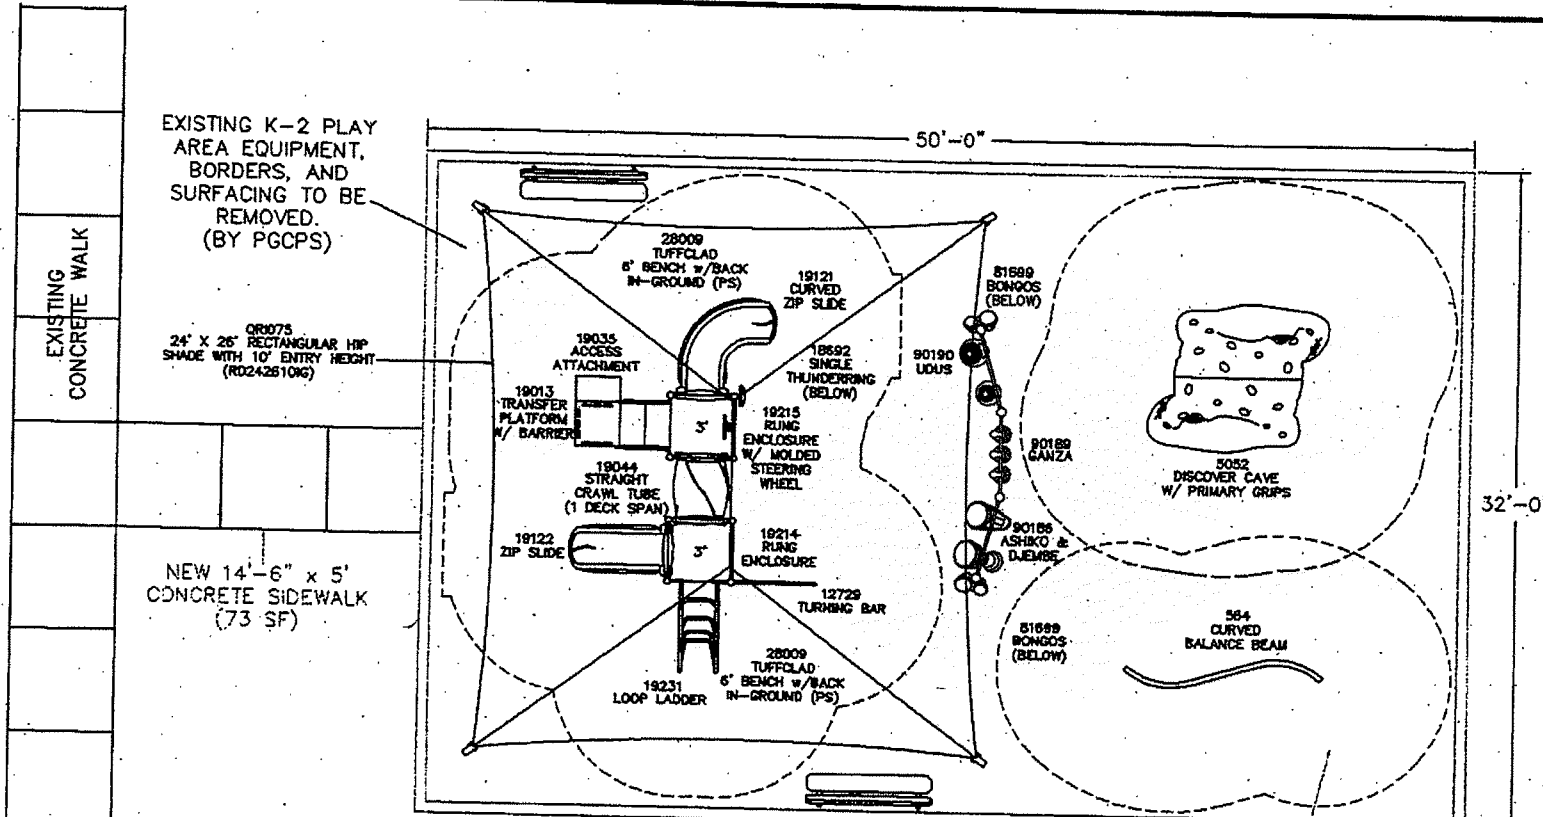 50'-0"
EXISTING K-2 PLAY
AREA EQUIPMENT,
BORDERS, AND
SURFACING TO BE
REMOVED.
(BY PGCPS)
EXISTING
CONCRETE WALK
28009
TUFFCLAD
6' BENCH w/BACK
IN-GROUND (PS)
19121
CURVED
ZIP SLIDE
81699
BONGOS
(BELOW)
QR1075
24' X 26' RECTANGULAR HIP
SHADE WITH 10' ENTRY HEIGHT
(RD242610IG)
19035
ACCESS
ATTACHMENT
18692
SINGLE
THUNDERRING
(BELOW)
90190
UDUS
19013
TRANSFER
PLATFORM
W/ BARRIER
3'
19215
RUNG
ENCLOSURE
W/ MOLDED
STEERING
WHEEL
90189
GANZA
5052
DISCOVER CAVE
W/ PRIMARY GRIPS
19044
STRAIGHT
CRAWL TUBE
(1 DECK SPAN)
32'-0
19122
ZIP SLIDE
3'
19214
RUNG
ENCLOSURE
90186
ASHIKO &
DJEMBE
NEW 14'-6" x 5'
CONCRETE SIDEWALK
(73 SF)
12729
TURNING BAR
81699
BONGOS
(BELOW)
564
CURVED
BALANCE BEAM
19231
LOOP LADDER
28009
TUFFCLAD
6' BENCH w/BACK
IN-GROUND (PS)